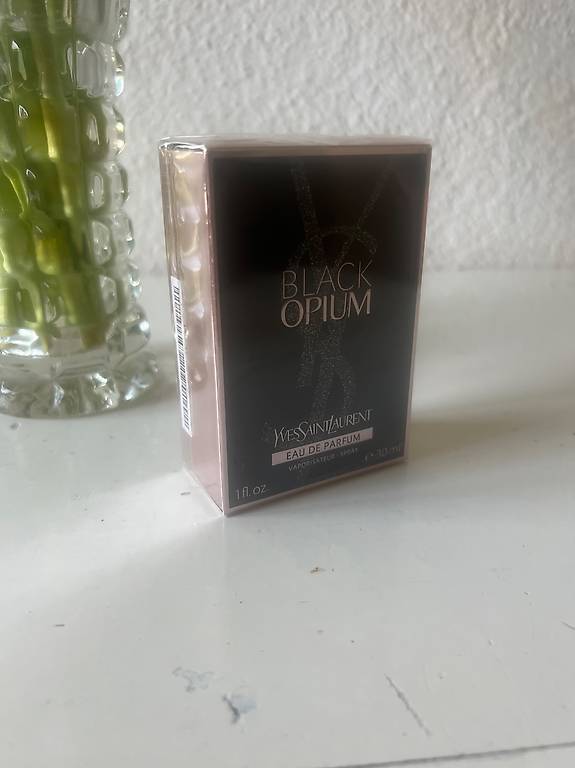 BLACK
OPIUM
YVESSAINTLAURENT
EAU DE PARFUM
VAPORISATEUR - SPRAY
1 fl. oz. e 30 ml